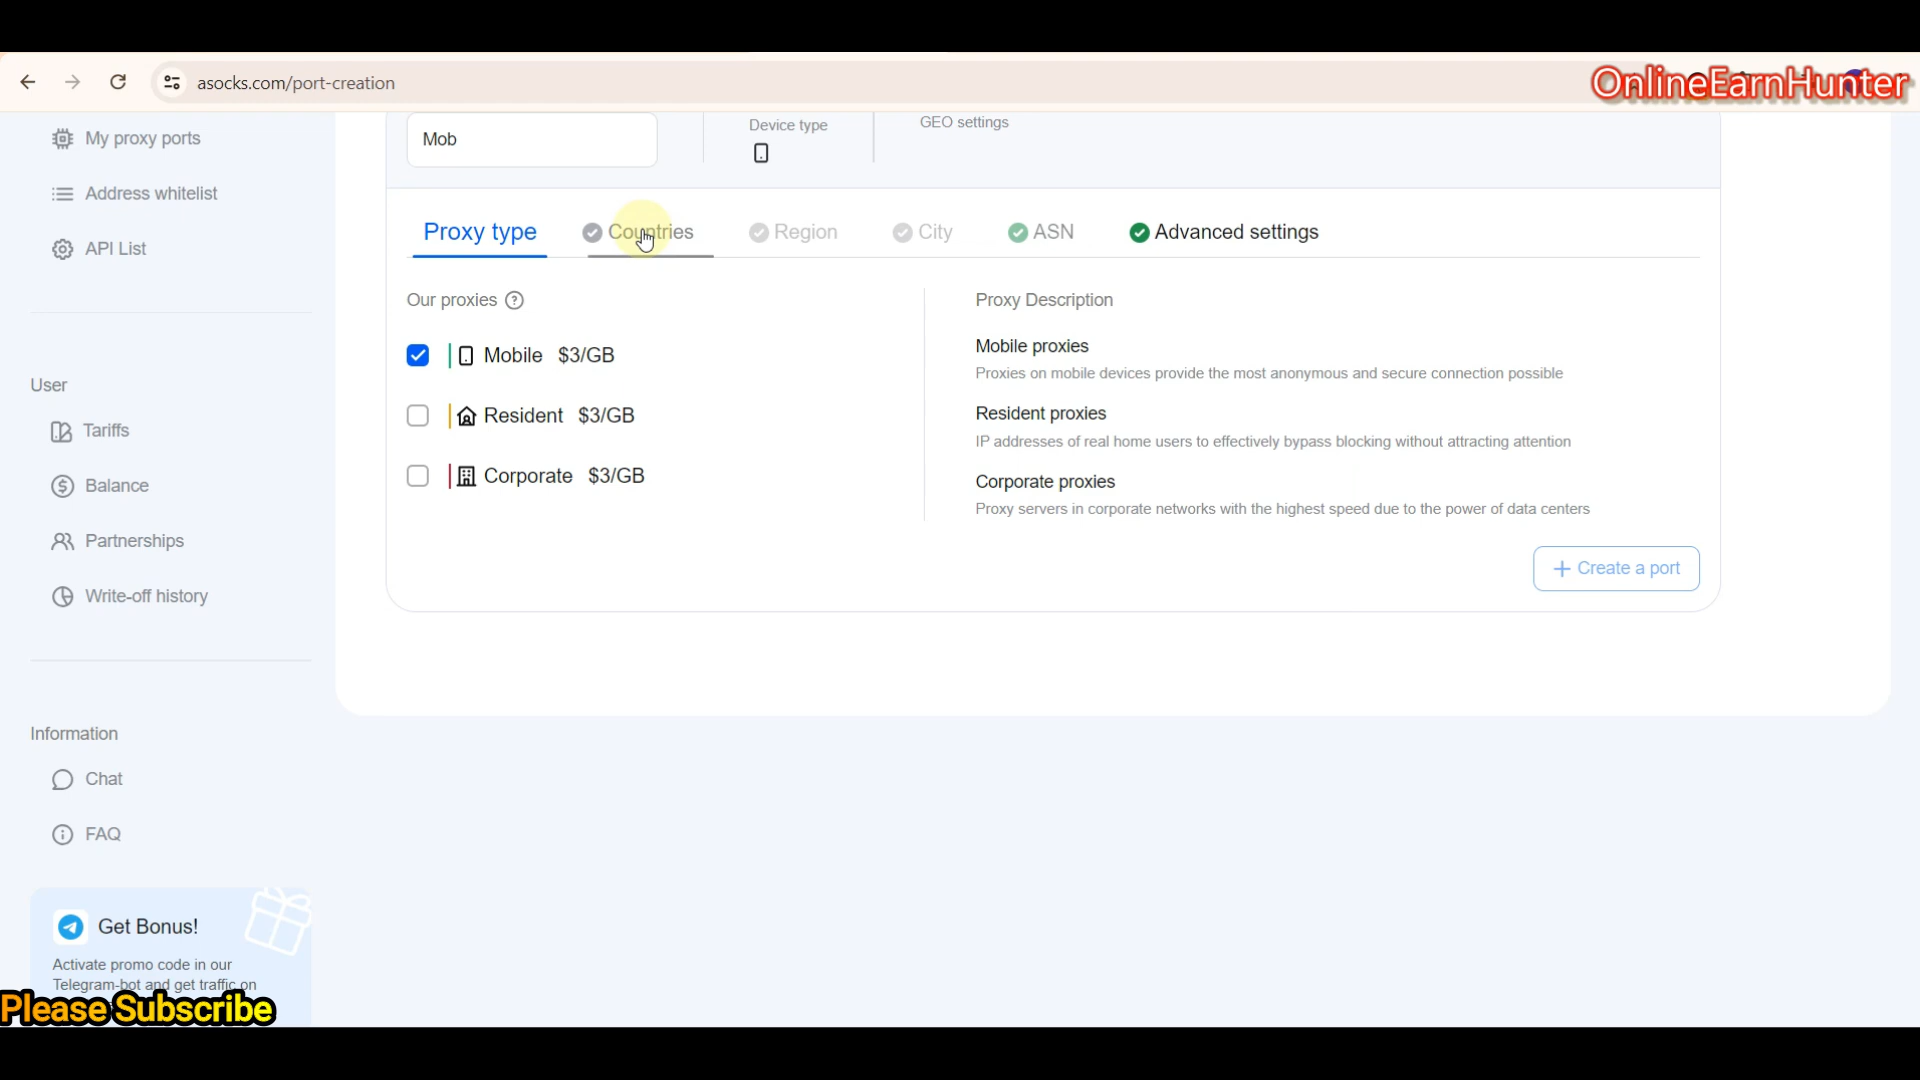 asocks.com/port-creation
OnlineEarnHunter
My proxy ports
Address whitelist
API List
User
Tariffs
Balance
Partnerships
Write-off history
Information
Chat
FAQ
Get Bonus!
Activate promo code in our
Telegram-bot and get traffic on
Please Subscribe
Mob
Device type
GEO settings
Proxy type
Countries
Region
City
ASN
Advanced settings
Our proxies
Mobile $3/GB
Resident $3/GB
Corporate $3/GB
Proxy Description
Mobile proxies
Proxies on mobile devices provide the most anonymous and secure connection possible
Resident proxies
IP addresses of real home users to effectively bypass blocking without attracting attention
Corporate proxies
Proxy servers in corporate networks with the highest speed due to the power of data centers
+ Create a port